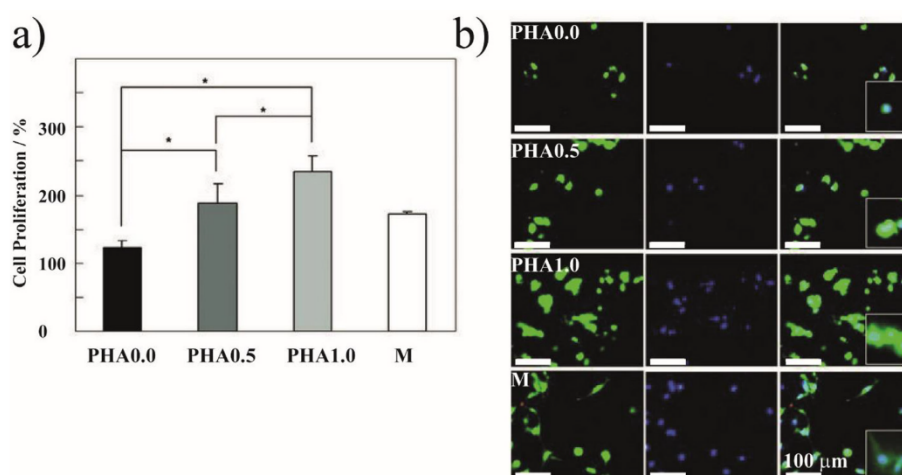 a)
Cell Proliferation / %
300
250
200
100
0
*
*
*
PHA0.0 PHA0.5 PHA1.0 M
b)
PHA0.0
PHA0.5
PHA1.0
M
100 μm